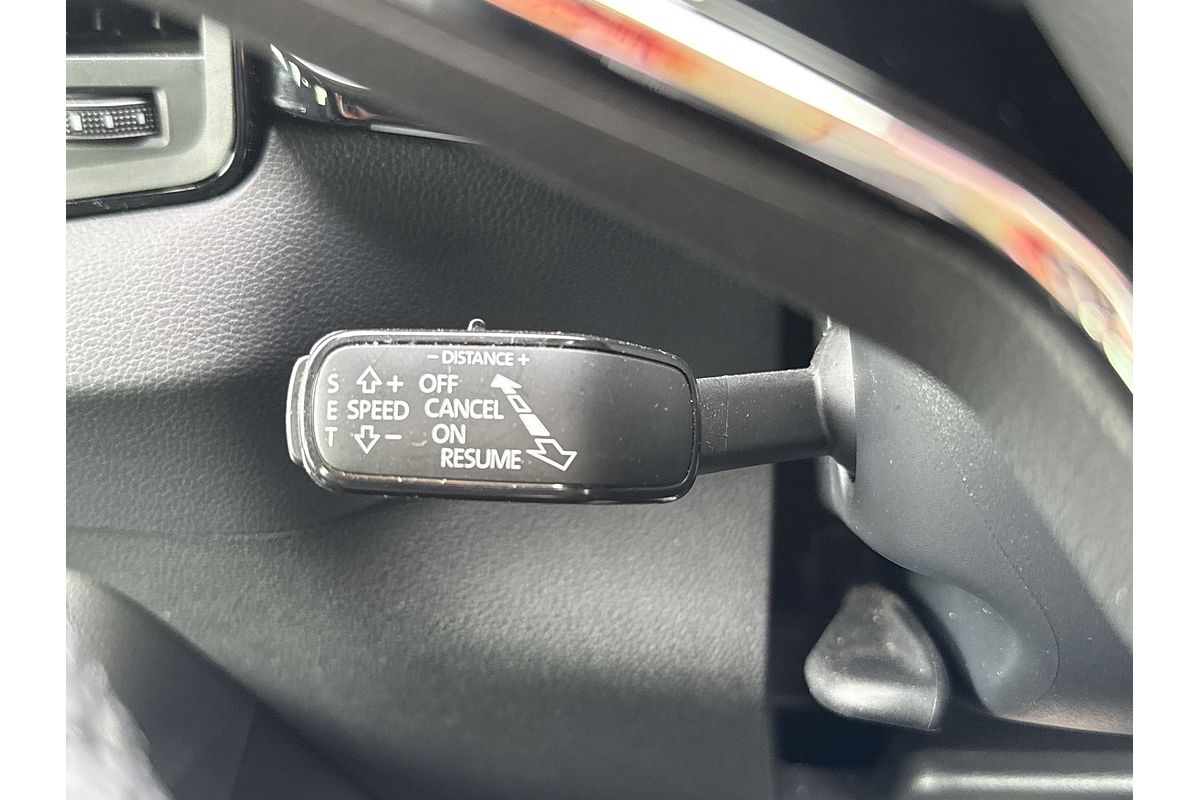 - DISTANCE +
S + OFF
E SPEED CANCEL
T - ON
RESUME